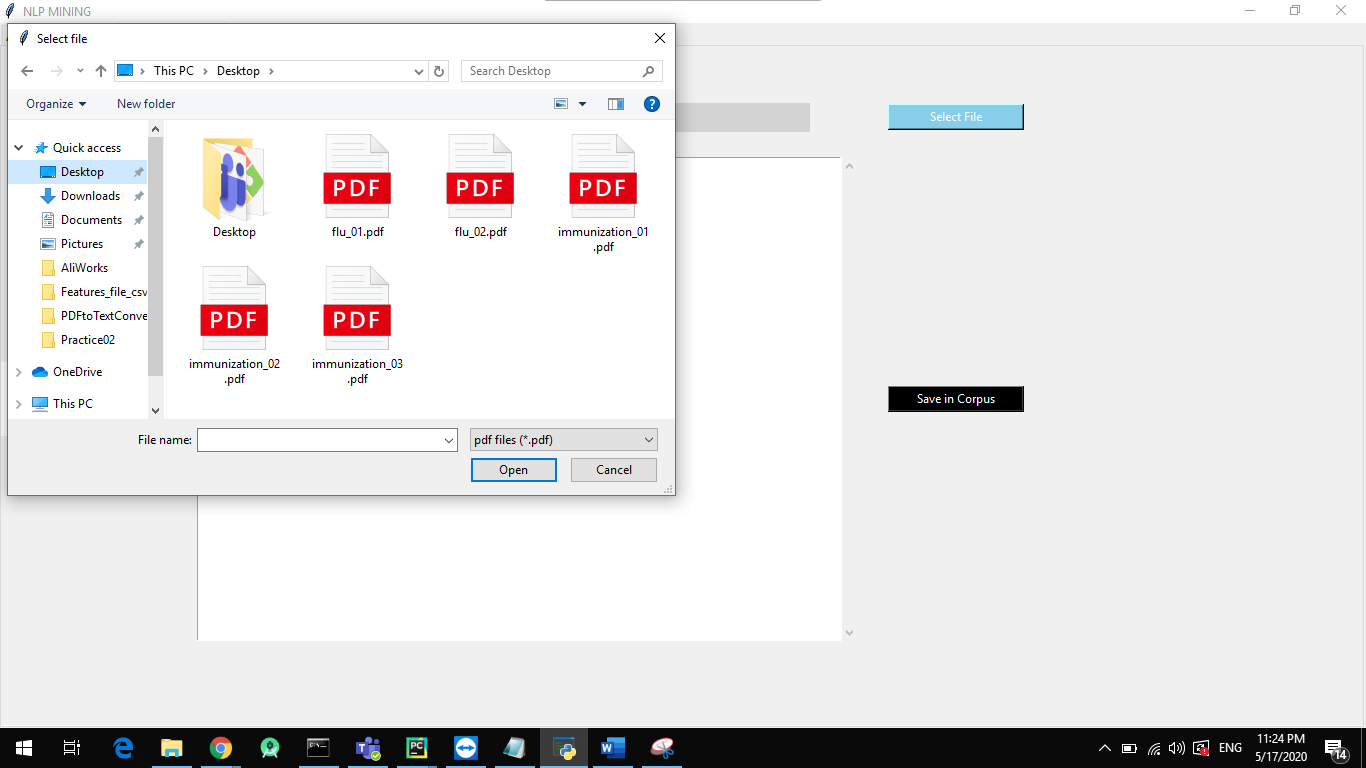 NLP MINING
Select file
This PC
Desktop
Search Desktop
Organize
New folder
Quick access
Desktop
Downloads
Documents
Pictures
AliWorks
Features_file_csv
PDFtoTextConve
Practice02
OneDrive
This PC
Desktop
PDF
flu_01.pdf
PDF
flu_02.pdf
PDF
immunization_01
.pdf
PDF
immunization_02
.pdf
PDF
immunization_03
.pdf
File name:
pdf files (*.pdf)
Open
Cancel
Select File
Save in Corpus
ENG
11:24 PM
5/17/2020
14